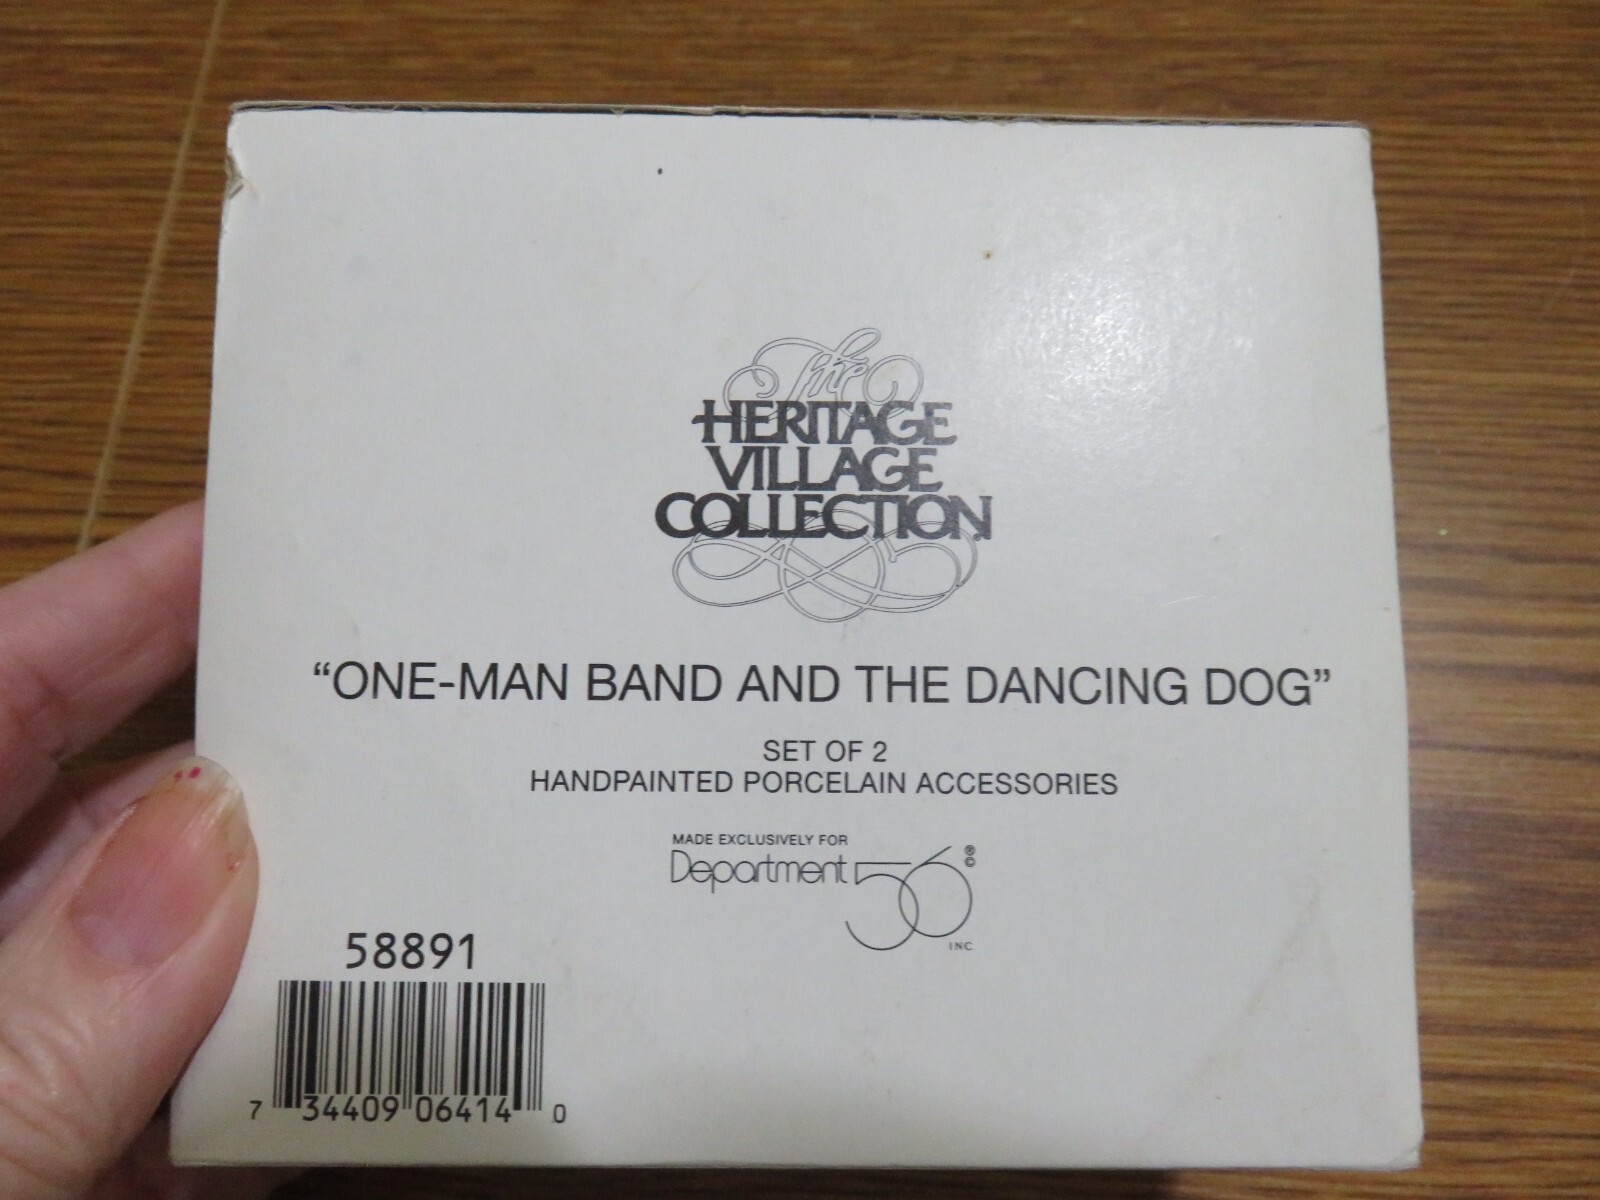 The
HERITAGE
VILLAGE
COLLECTION
“ONE-MAN BAND AND THE DANCING DOG”
SET OF 2
HANDPAINTED PORCELAIN ACCESSORIES
MADE EXCLUSIVELY FOR
Department 56 ® ©
INC
58891
7 34409 06414 0